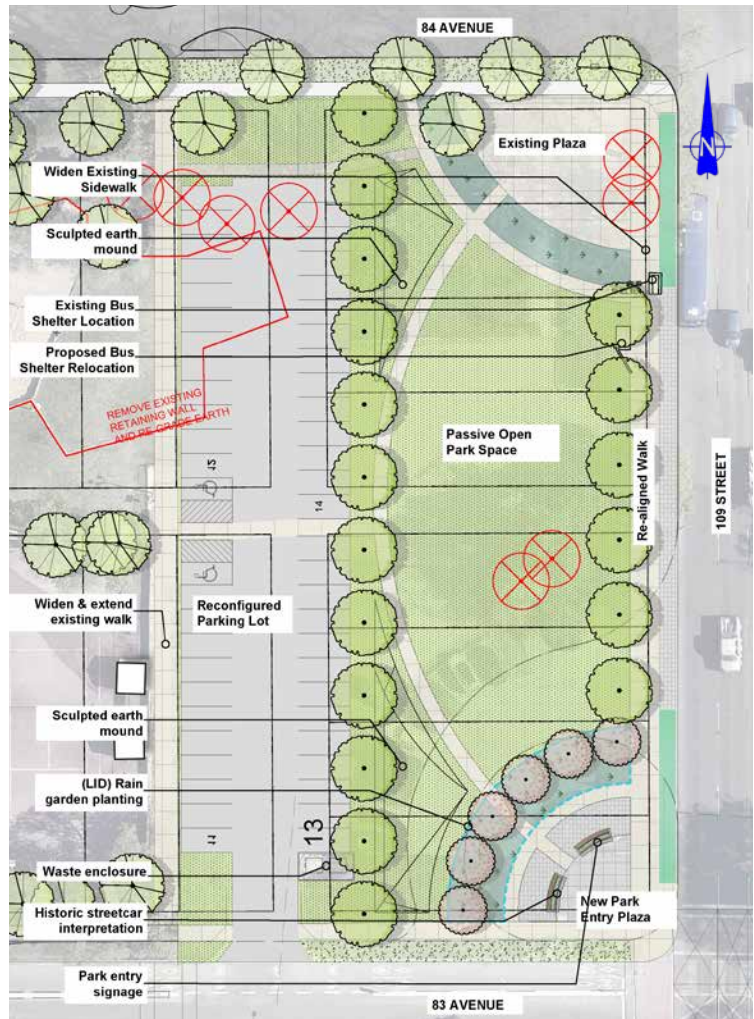 84 AVENUE
N
Existing Plaza
Widen Existing
Sidewalk
Sculpted earth
mound
Existing Bus
Shelter Location
Proposed Bus
Shelter Relocation
REMOVE EXISTING
RETAINING WALL
AND RE-GRADE EARTH
Passive Open
Park Space
Re-aligned Walk
109 STREET
14
Widen & extend
existing walk
Reconfigured
Parking Lot
Sculpted earth
mound
(LID) Rain
garden planting
13
Waste enclosure
Historic streetcar
interpretation
New Park
Entry Plaza
Park entry
signage
83 AVENUE